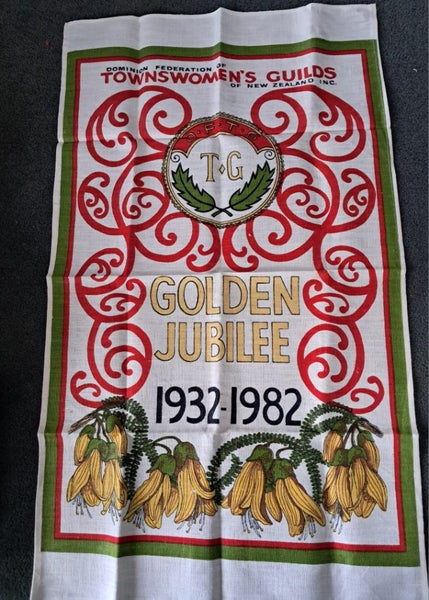 DOMINION FEDERATION OF
TOWNSWOMEN'S GUILDS
OF NEW ZEALAND INC.
D.F.T.G
T·G
GOLDEN
JUBILEE
1932-1982